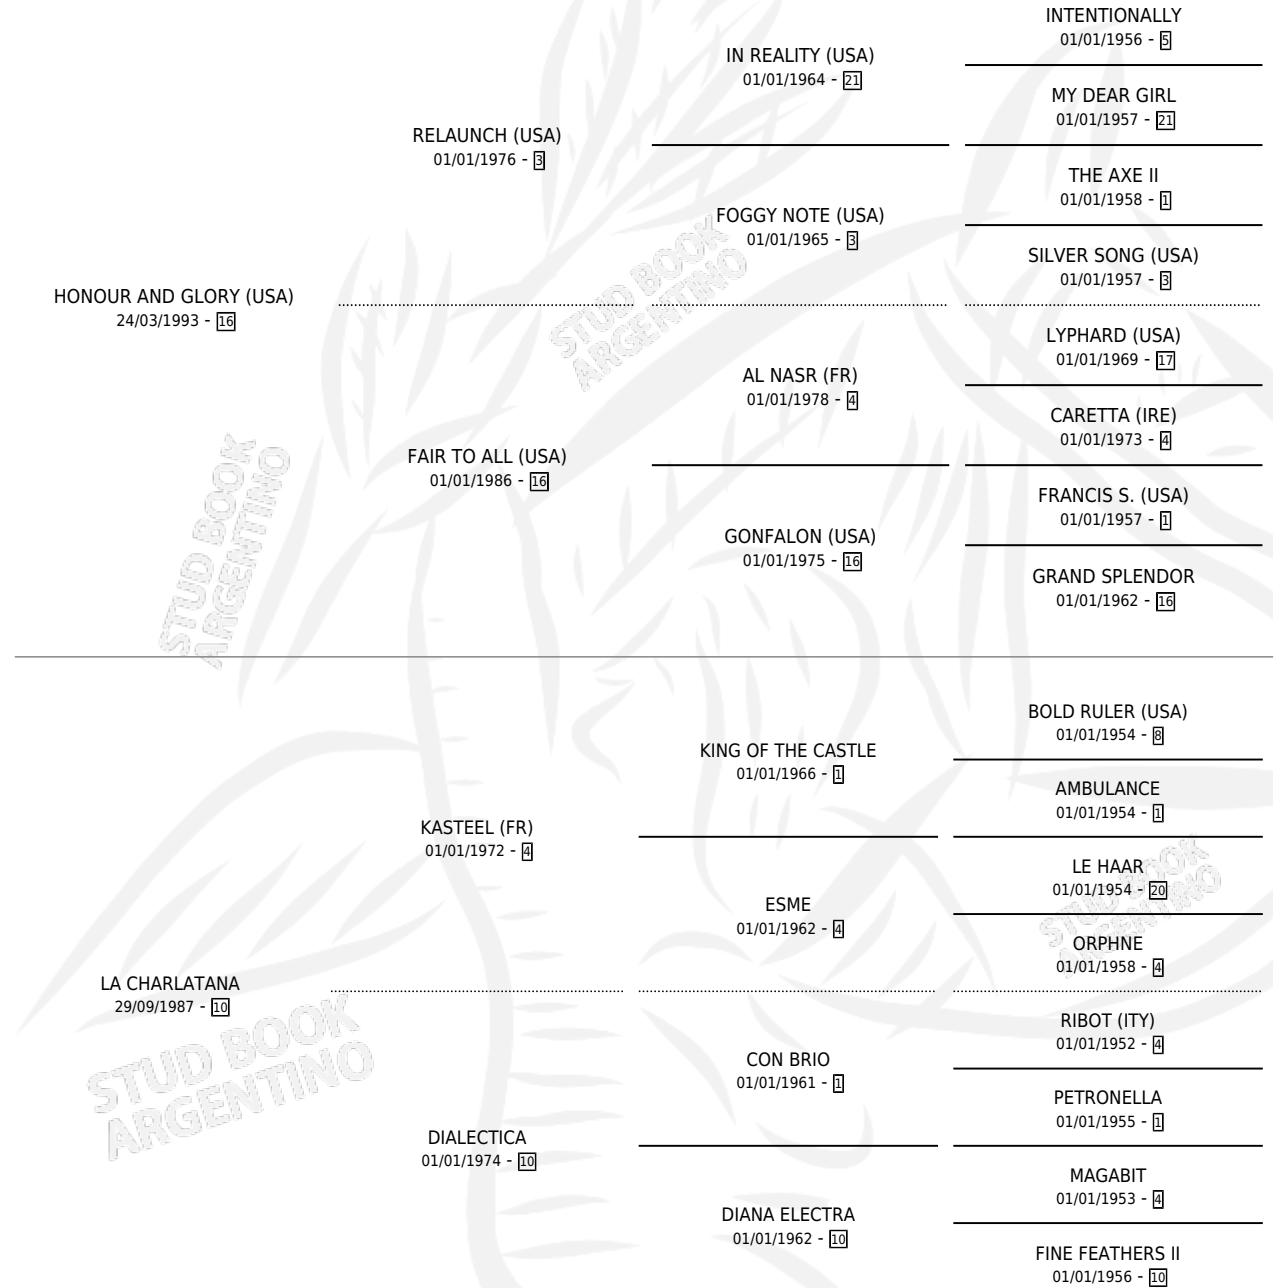 INTENTIONALLY
01/01/1956 - 5
IN REALITY (USA)
01/01/1964 - 21
MY DEAR GIRL
01/01/1957 - 21
RELAUNCH (USA)
01/01/1976 - 3
THE AXE II
01/01/1958 - 1
FOGGY NOTE (USA)
01/01/1965 - 3
SILVER SONG (USA)
01/01/1957 - 3
HONOUR AND GLORY (USA)
24/03/1993 - 16
STUD BOOK
ARGENTINO
LYPHARD (USA)
01/01/1969 - 17
AL NASR (FR)
01/01/1978 - 4
CARETTA (IRE)
01/01/1973 - 4
FAIR TO ALL (USA)
01/01/1986 - 16
FRANCIS S. (USA)
01/01/1957 - 1
GONFALON (USA)
01/01/1975 - 16
GRAND SPLENDOR
01/01/1962 - 16
STUD BOOK
ARGENTINO
BOLD RULER (USA)
01/01/1954 - 8
KING OF THE CASTLE
01/01/1966 - 1
AMBULANCE
01/01/1954 - 1
KASTEEL (FR)
01/01/1972 - 4
LE HAAR
01/01/1954 - 20
ESME
01/01/1962 - 4
ORPHNE
01/01/1958 - 4
STUD BOOK
ARGENTINO
LA CHARLATANA
29/09/1987 - 10
RIBOT (ITY)
01/01/1952 - 4
CON BRIO
01/01/1961 - 1
PETRONELLA
01/01/1955 - 1
STUD BOOK
ARGENTINO
DIALECTICA
01/01/1974 - 10
MAGABIT
01/01/1953 - 4
DIANA ELECTRA
01/01/1962 - 10
FINE FEATHERS II
01/01/1956 - 10